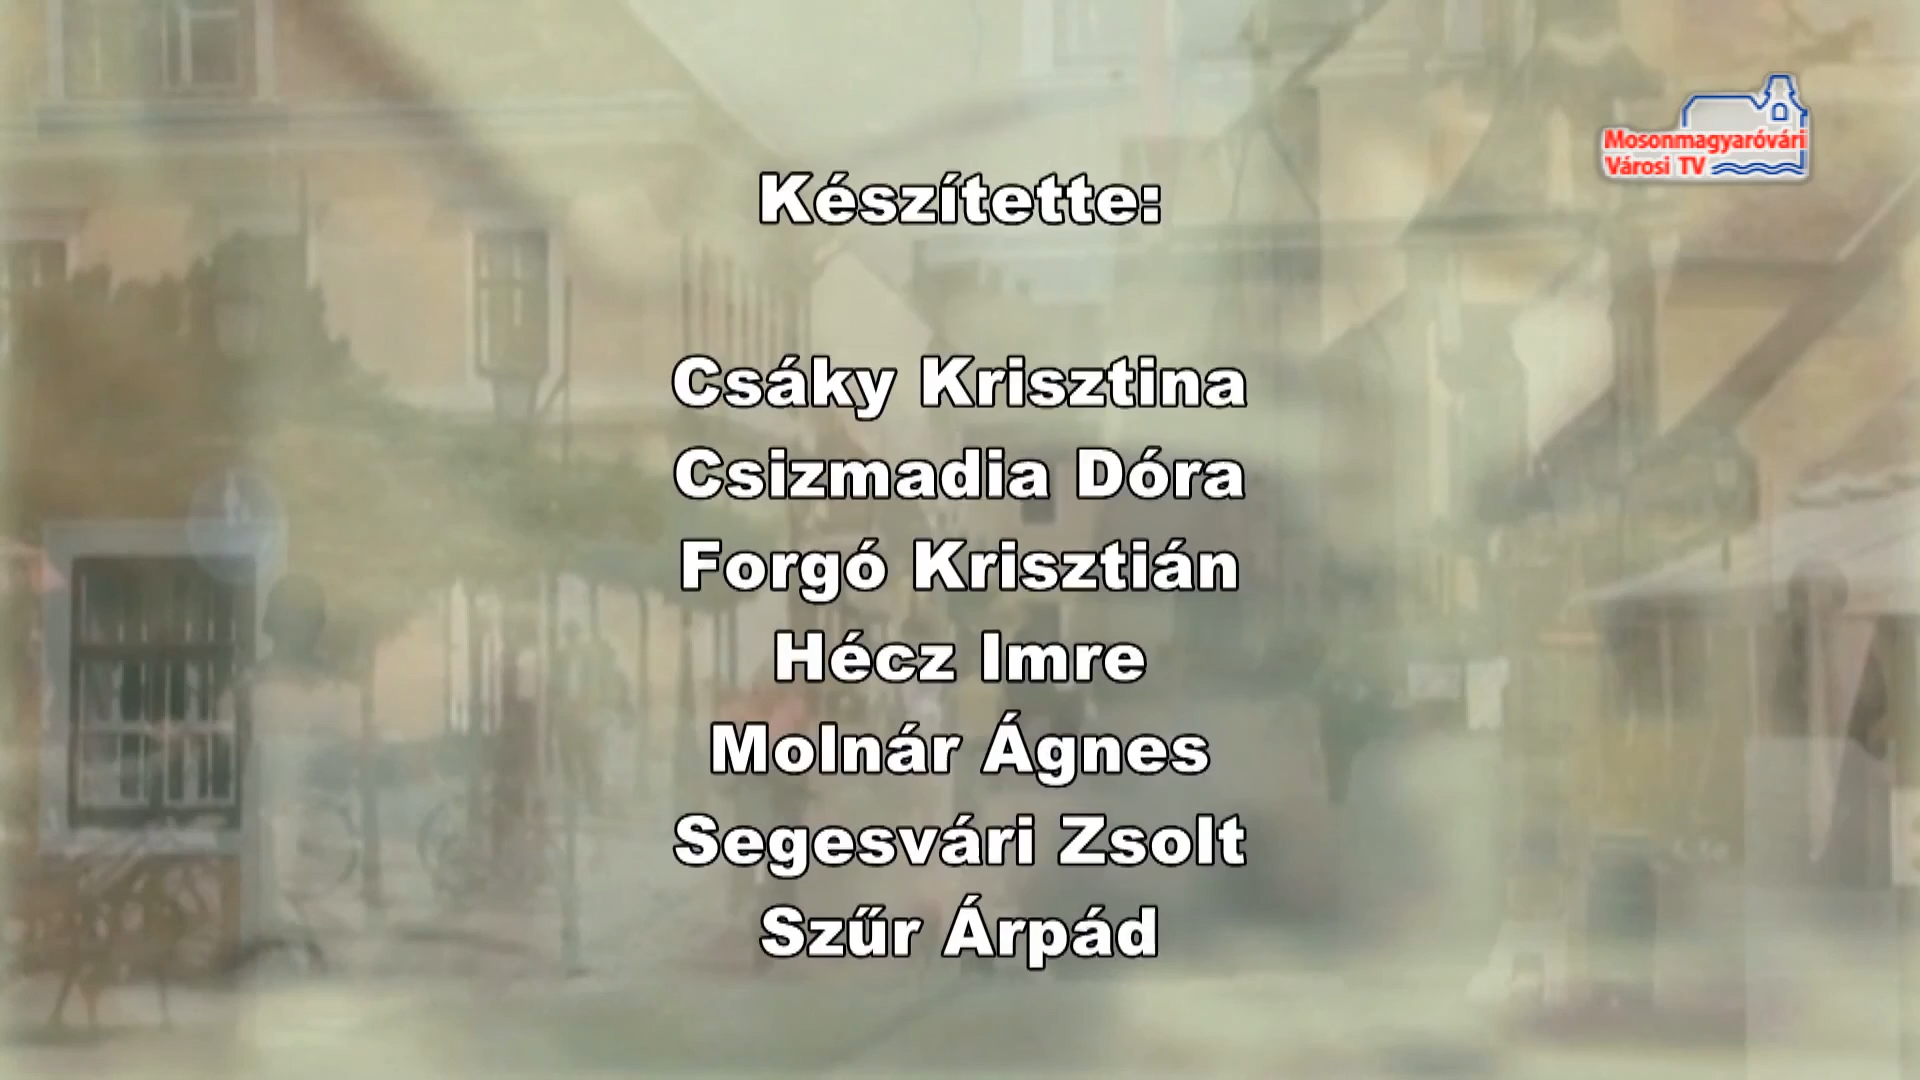 Mosonmagyaróvári
Városi TV
Készítette:
Csáky Krisztina
Csizmadia Dóra
Forgó Krisztián
Hécz Imre
Molnár Ágnes
Segesvári Zsolt
Szűr Árpád